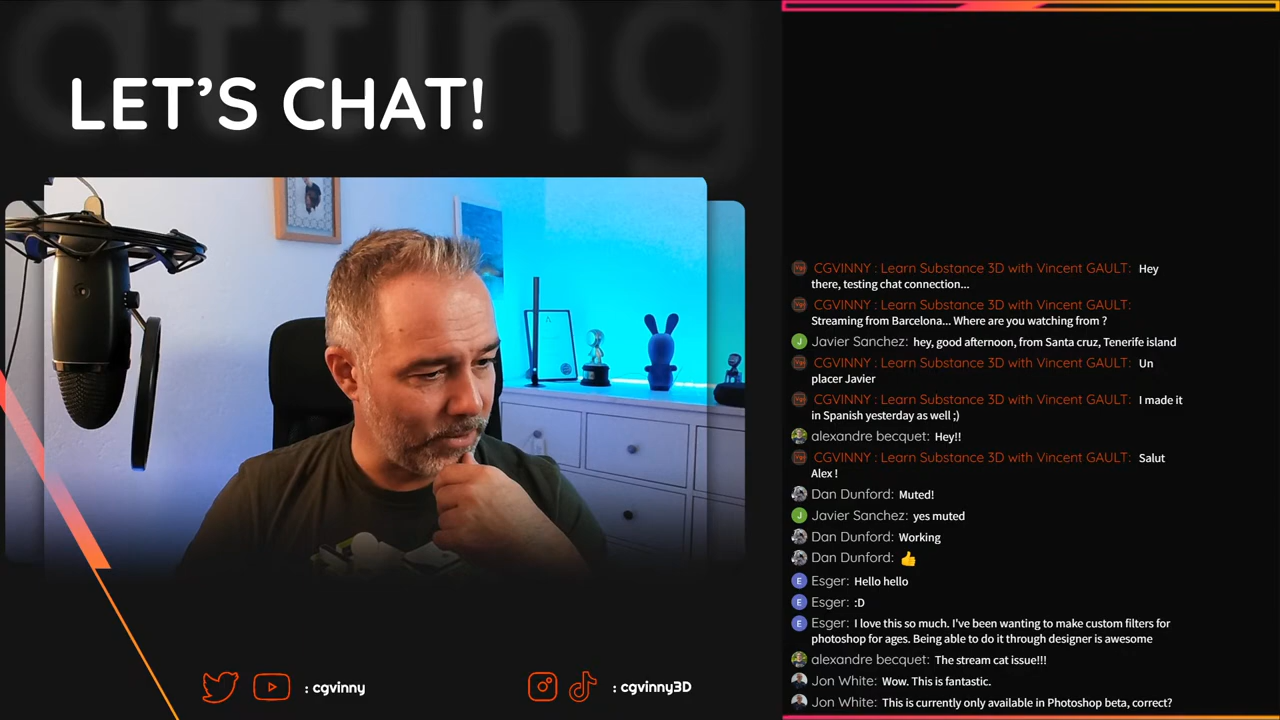 atting
LET'S CHAT!
CGVINNY : Learn Substance 3D with Vincent GAULT: Hey
there, testing chat connection...
CGVINNY : Learn Substance 3D with Vincent GAULT:
Streaming from Barcelona... Where are you watching from ?
J Javier Sanchez: hey, good afternoon, from Santa cruz, Tenerife island
CGVINNY : Learn Substance 3D with Vincent GAULT: Un
placer Javier
CGVINNY : Learn Substance 3D with Vincent GAULT: I made it
in Spanish yesterday as well ;)
alexandre becquet: Hey!!
CGVINNY : Learn Substance 3D with Vincent GAULT: Salut
Alex !
Dan Dunford: Muted!
J Javier Sanchez: yes muted
Dan Dunford: Working
Dan Dunford: 👍
E Esger: Hello hello
E Esger: :D
E Esger: I love this so much. I've been wanting to make custom filters for
photoshop for ages. Being able to do it through designer is awesome
alexandre becquet: The stream cat issue!!!
Jon White: Wow. This is fantastic.
Jon White: This is currently only available in Photoshop beta, correct?
: cgvinny
: cgvinny3D